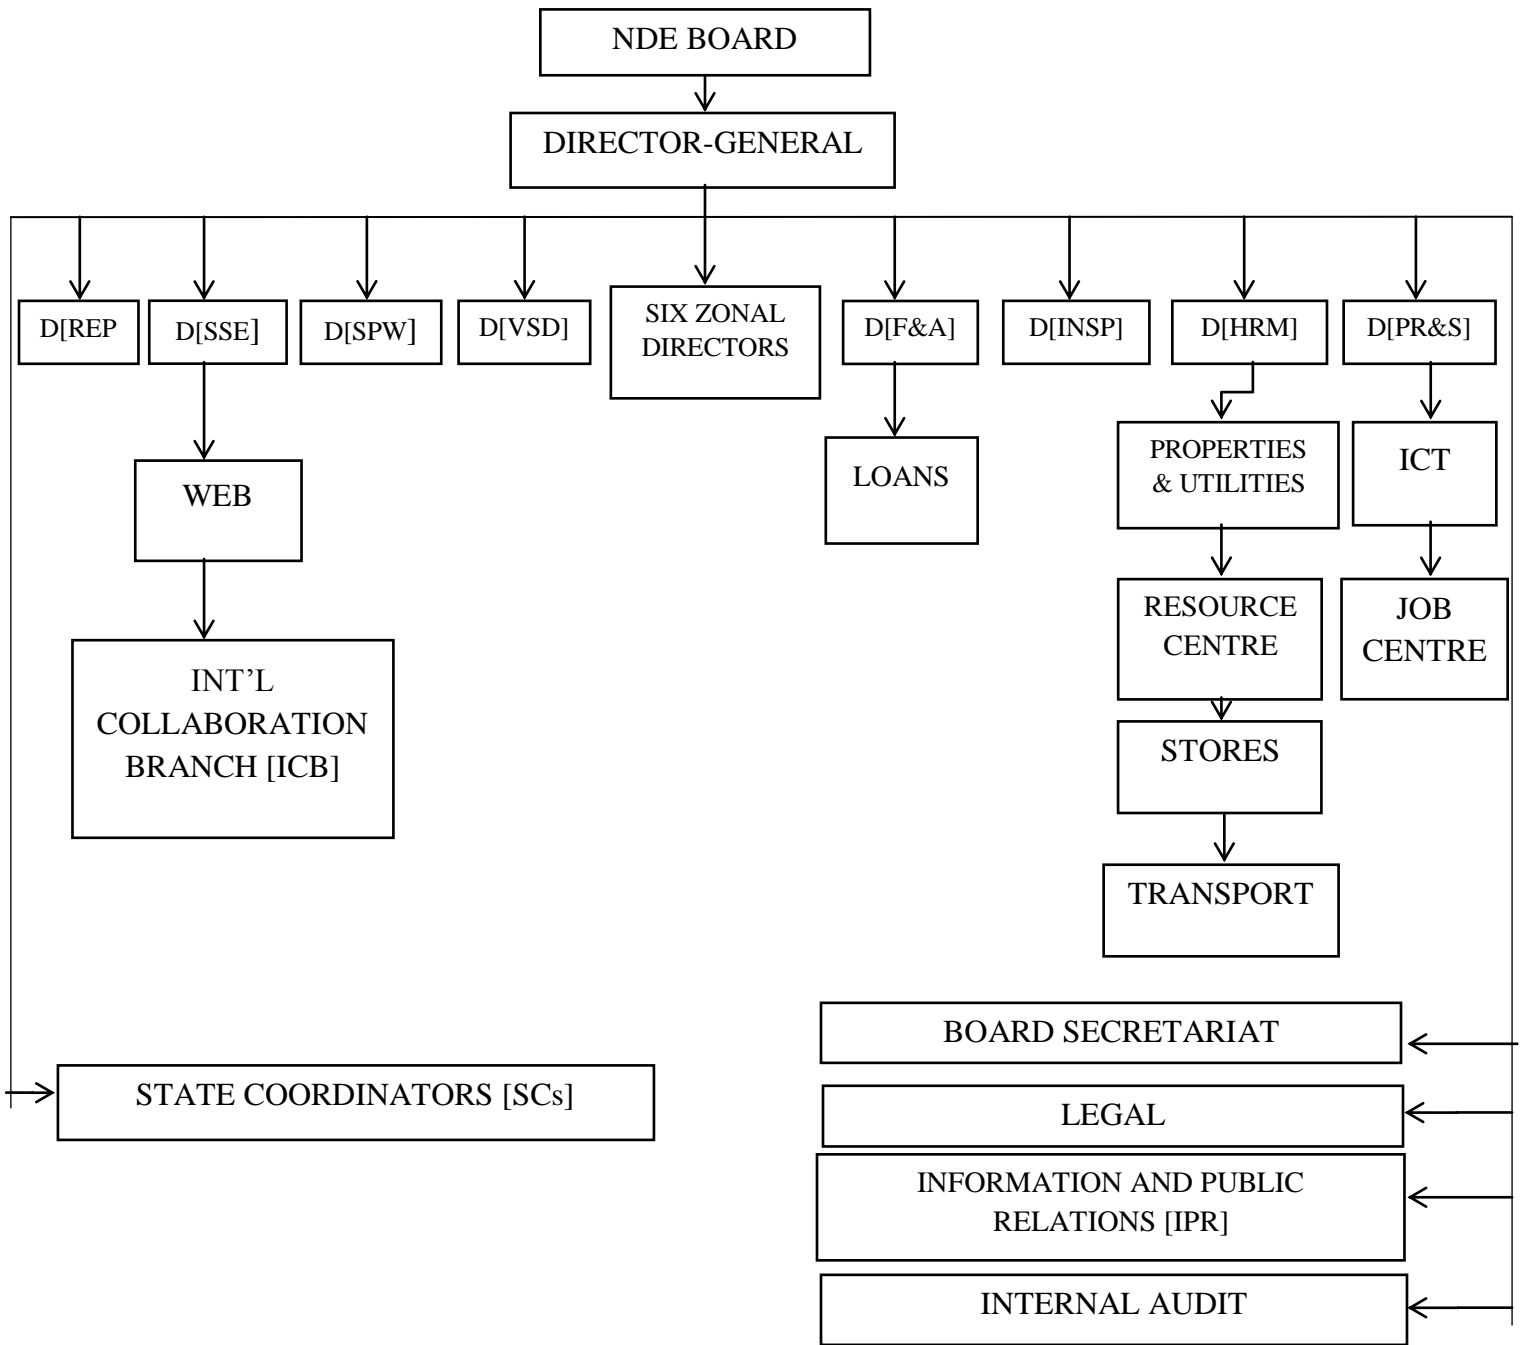 NDE BOARD
DIRECTOR-GENERAL
D[REP
D[SSE]
D[SPW]
D[VSD]
SIX ZONAL
DIRECTORS
D[F&A]
D[INSP]
D[HRM]
D[PR&S]
WEB
LOANS
PROPERTIES
& UTILITIES
ICT
INT’L
COLLABORATION
BRANCH [ICB]
RESOURCE
CENTRE
JOB
CENTRE
STORES
TRANSPORT
BOARD SECRETARIAT
STATE COORDINATORS [SCs]
LEGAL
INFORMATION AND PUBLIC
RELATIONS [IPR]
INTERNAL AUDIT